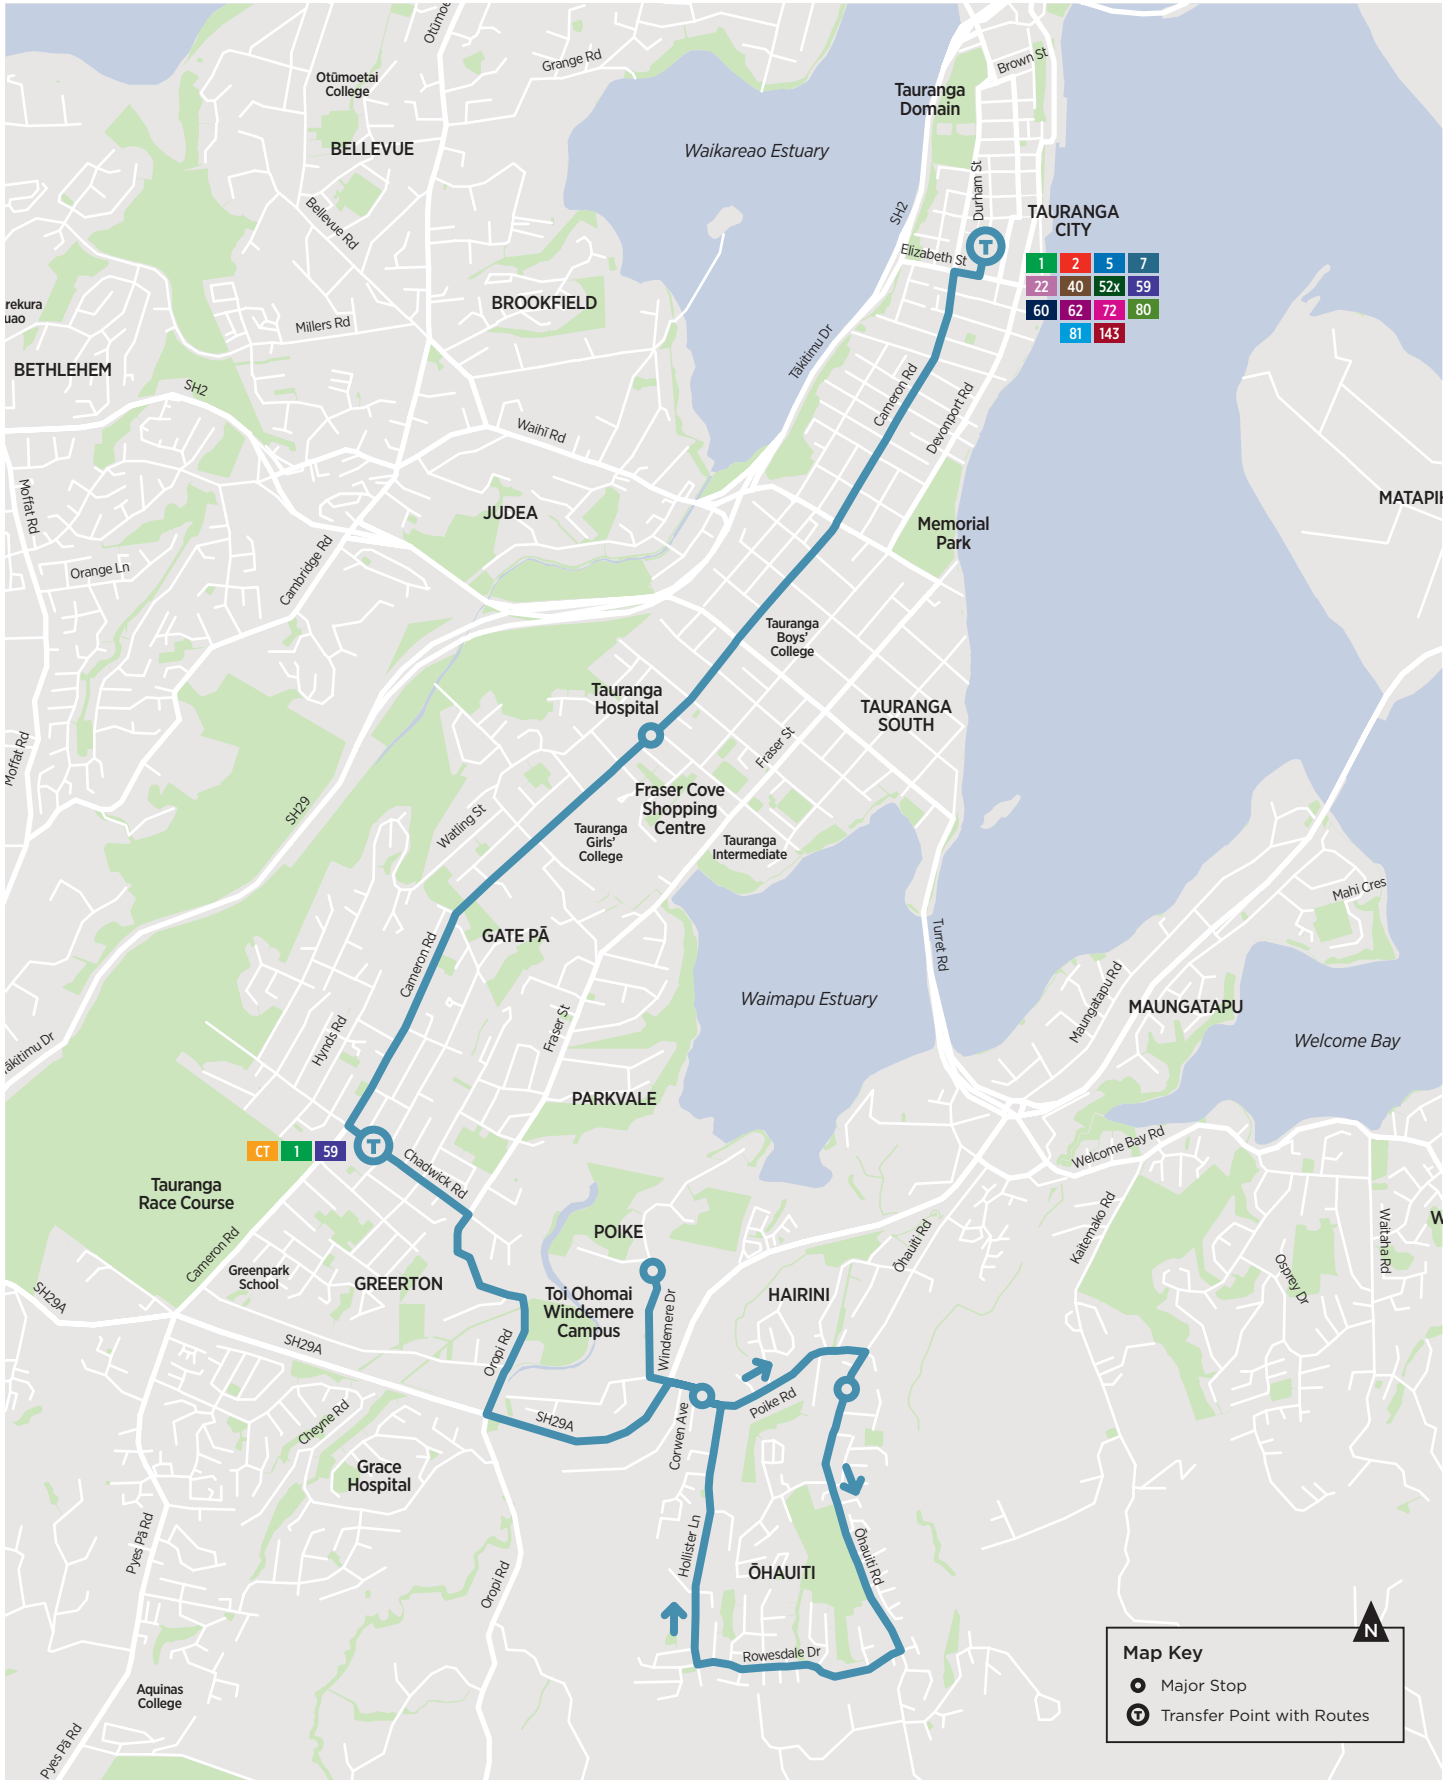 Otūmoe
Grange Rd
Brown St
Otūmoetai
College
Tauranga
Domain
BELLEVUE
Waikareao Estuary
Durham St
Bellevue Rd
SH2
TAURANGA
CITY
Elizabeth St
1 2 5 7
22 40 52x 59
60 62 72 80
81 143
rekura
uao
BROOKFIELD
Millers Rd
Tākitimu Dr
BETHLEHEM
SH2
Cameron Rd
Devonport Rd
Waihī Rd
Moffat Rd
MATAPIH
JUDEA
Memorial
Park
Orange Ln
Cambridge Rd
Tauranga
Boys'
College
Tauranga
Hospital
TAURANGA
SOUTH
Moffat Rd
Fraser St
SH29
Fraser Cove
Shopping
Centre
Watling St
Tauranga
Girls'
College
Tauranga
Intermediate
Mahi Cres
GATE PĀ
Turret Rd
Cameron Rd
Waimapu Estuary
Maungatapu Rd
MAUNGATAPU
Hynds Rd
Fraser St
Welcome Bay
Tākitimu Dr
PARKVALE
CT 1 59
Chadwick Rd
Welcome Bay Rd
Tauranga
Race Course
POIKE
Kaitemako Rd
Waitaha Rd
W
Ōhauiti Rd
Cameron Rd
Greenpark
School
GREERTON
Toi Ohomai
Windemere
Campus
Windemere Dr
HAIRINI
Osprey Dr
SH29A
SH29A
Oropi Rd
Poike Rd
SH29A
Cheyne Rd
Corwen Ave
Grace
Hospital
Pyes Pā Rd
Hollister Ln
Ōhauiti Rd
Oropi Rd
ŌHAUITI
Rowesdale Dr
Aquinas
College
Pyes Pā Rd
N
Map Key
Major Stop
T Transfer Point with Routes